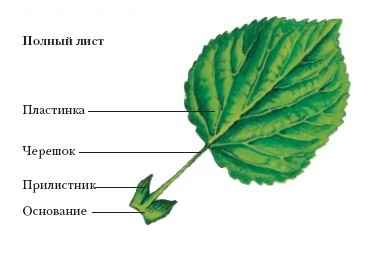 Полный лист
Пластинка
Черешок
Прилистник
Основание